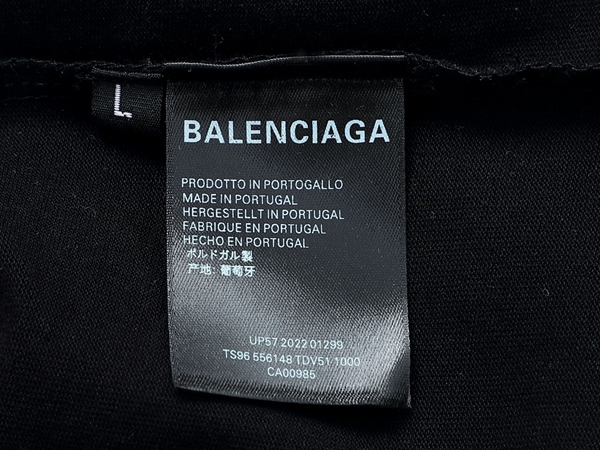 L
BALENCIAGA
PRODOTTO IN PORTOGALLO
MADE IN PORTUGAL
HERGESTELLT IN PORTUGAL
FABRIQUE EN PORTUGAL
HECHO EN PORTUGAL
ポルドガル製
产地: 葡萄牙
UP57 2022 01299
TS96 556148 TDV51 1000
CA00985